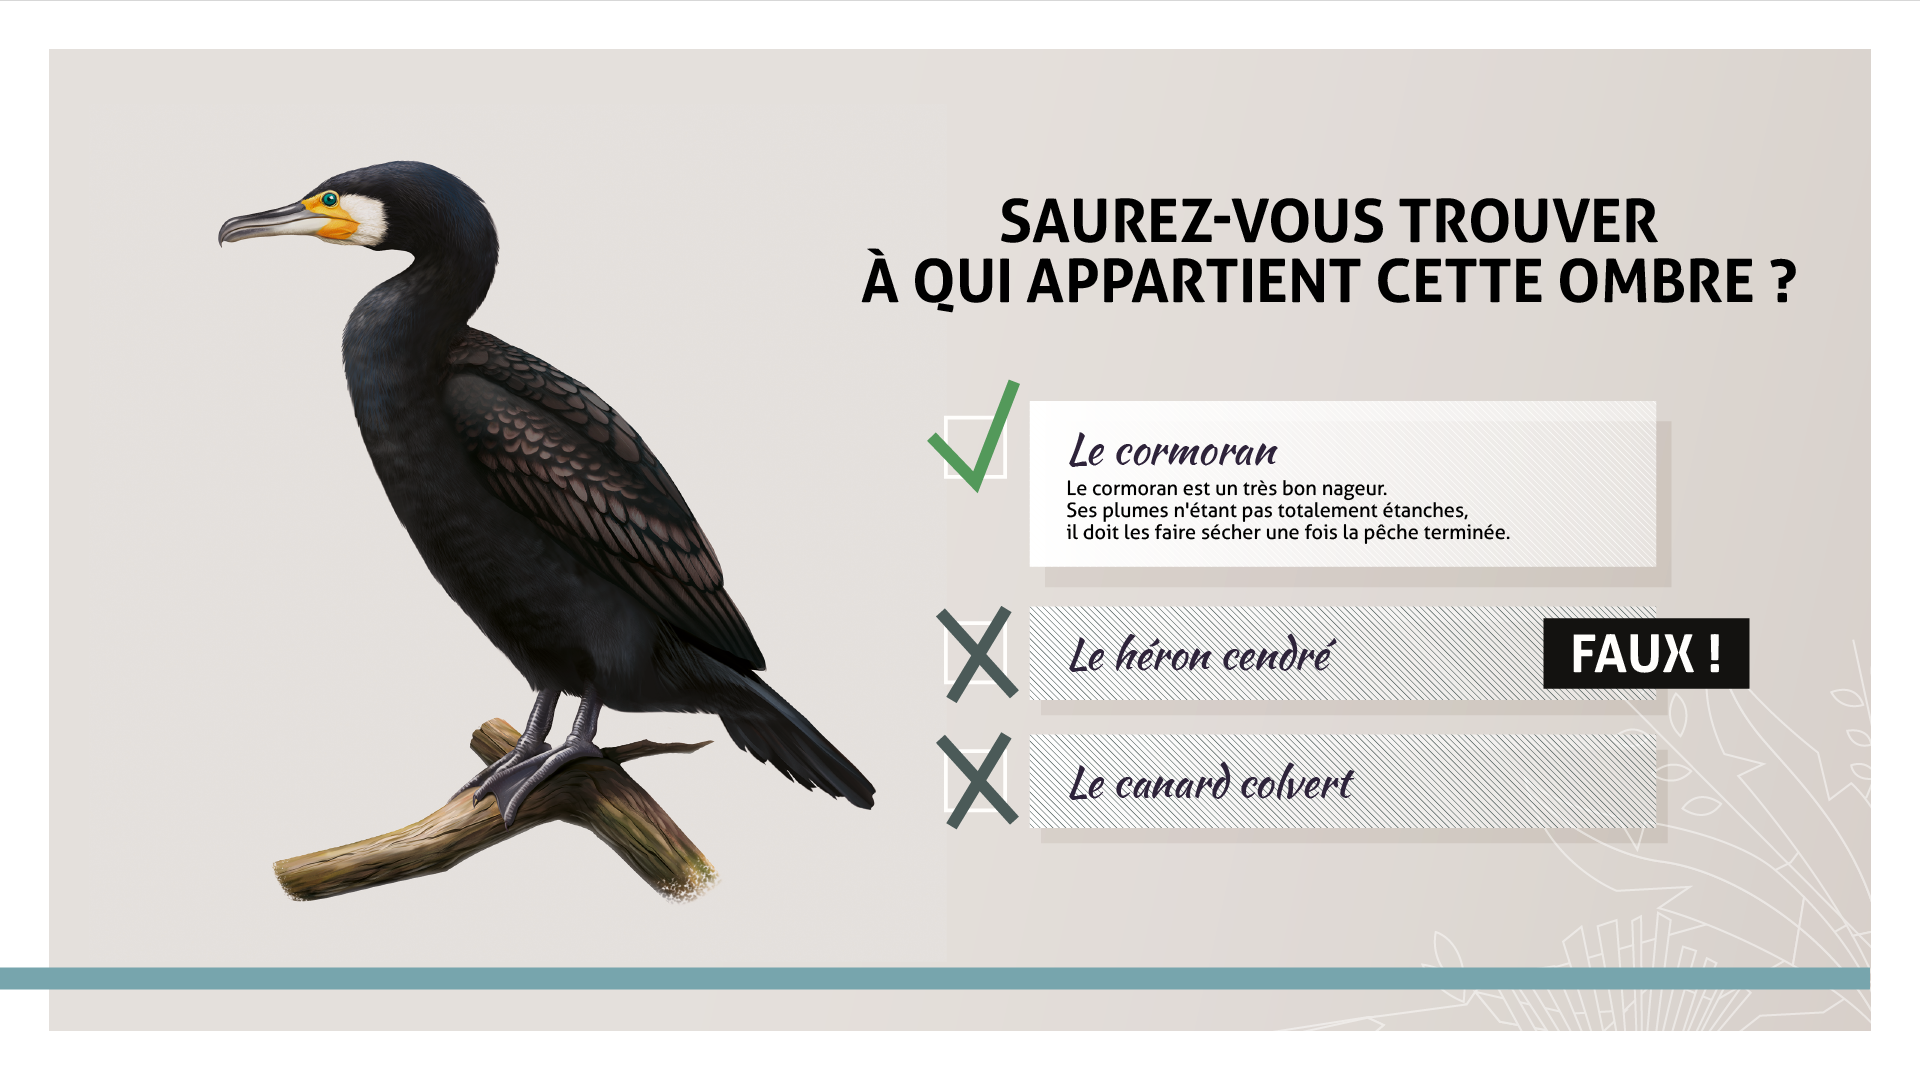 SAUREZ-VOUS TROUVER
À QUI APPARTIENT CETTE OMBRE ?
Le cormoran
Le cormoran est un très bon nageur.
Ses plumes n'étant pas totalement étanches,
il doit les faire sécher une fois la pêche terminée.
Le héron cendré
FAUX !
Le canard colvert